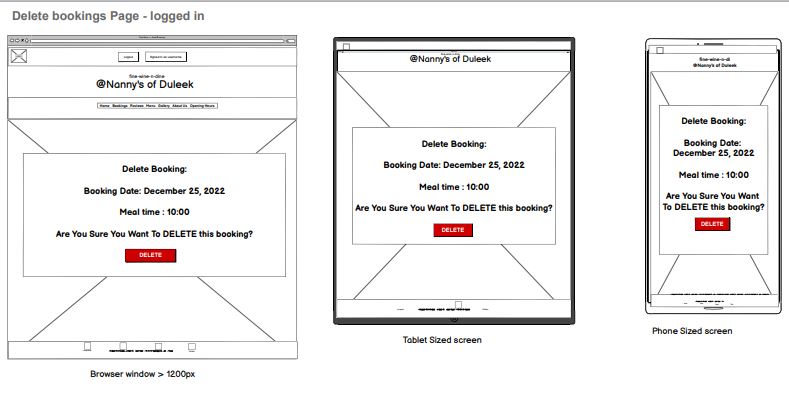 Delete bookings Page - logged in
Logout
Signed in as username
fine-wine-n-dine
@Nanny's of Duleek
Home Bookings Reviews Menu Gallery About Us Opening Hours
Delete Booking:
Booking Date: December 25, 2022
Meal time : 10:00
Are You Sure You Want To DELETE this booking?
DELETE
Browser window > 1200px
@Nanny's of Duleek
Delete Booking:
Booking Date: December 25, 2022
Meal time : 10:00
Are You Sure You Want To DELETE this booking?
DELETE
Tablet Sized screen
fine-wine-n-di
@Nanny's of Duleek
Delete Booking:
Booking Date:
December 25, 2022
Meal time : 10:00
Are You Sure You Want
To DELETE this booking?
DELETE
Phone Sized screen